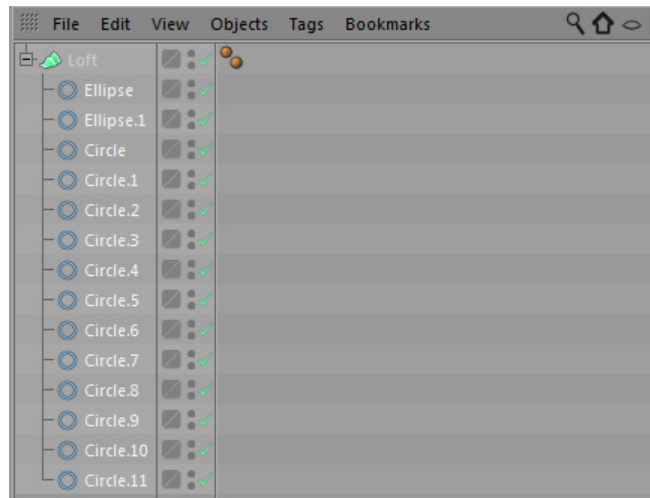 File Edit View Objects Tags Bookmarks
Loft
Ellipse
Ellipse.1
Circle
Circle.1
Circle.2
Circle.3
Circle.4
Circle.5
Circle.6
Circle.7
Circle.8
Circle.9
Circle.10
Circle.11